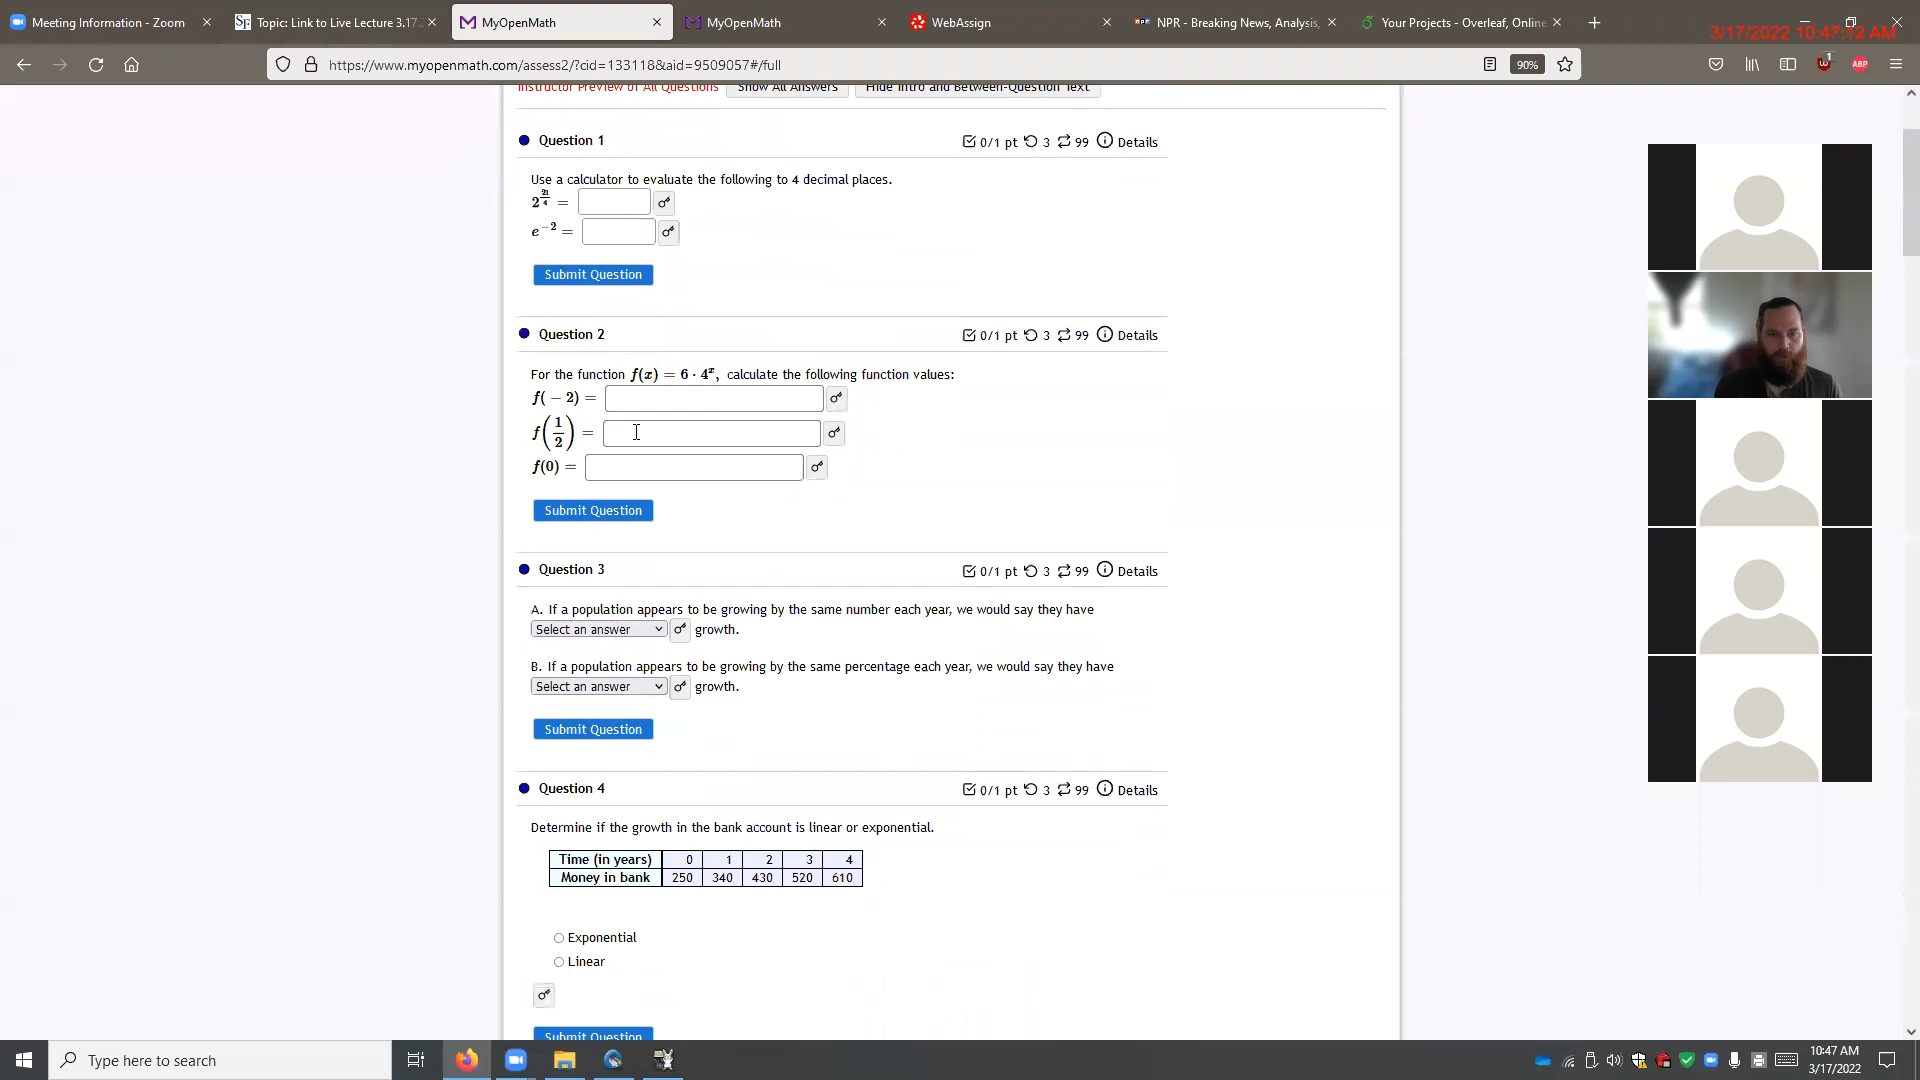 Meeting Information - Zoom
Topic: Link to Live Lecture 3.17.
MyOpenMath
MyOpenMath
WebAssign
NPR - Breaking News, Analysis,
Your Projects - Overleaf, Online
3/17/2022 10:47:12 AM
https://www.myopenmath.com/assess2/?cid=133118&aid=9509057#/full
90%
1
ABP
Instructor Preview of All Questions
Show All Answers
Hide Intro and Between-Question Text
Question 1
0/1 pt 3 99 Details
Use a calculator to evaluate the following to 4 decimal places.
2^(21/4) =
e^(-2) =
Submit Question
Question 2
0/1 pt 3 99 Details
For the function f(x) = 6 · 4^x, calculate the following function values:
f( − 2) =
f(1/2) =
f(0) =
Submit Question
Question 3
0/1 pt 3 99 Details
A. If a population appears to be growing by the same number each year, we would say they have
Select an answer growth.
B. If a population appears to be growing by the same percentage each year, we would say they have
Select an answer growth.
Submit Question
Question 4
0/1 pt 3 99 Details
Determine if the growth in the bank account is linear or exponential.
Time (in years) 0 1 2 3 4
Money in bank 250 340 430 520 610
Exponential
Linear
Submit Question
Type here to search
10:47 AM
3/17/2022